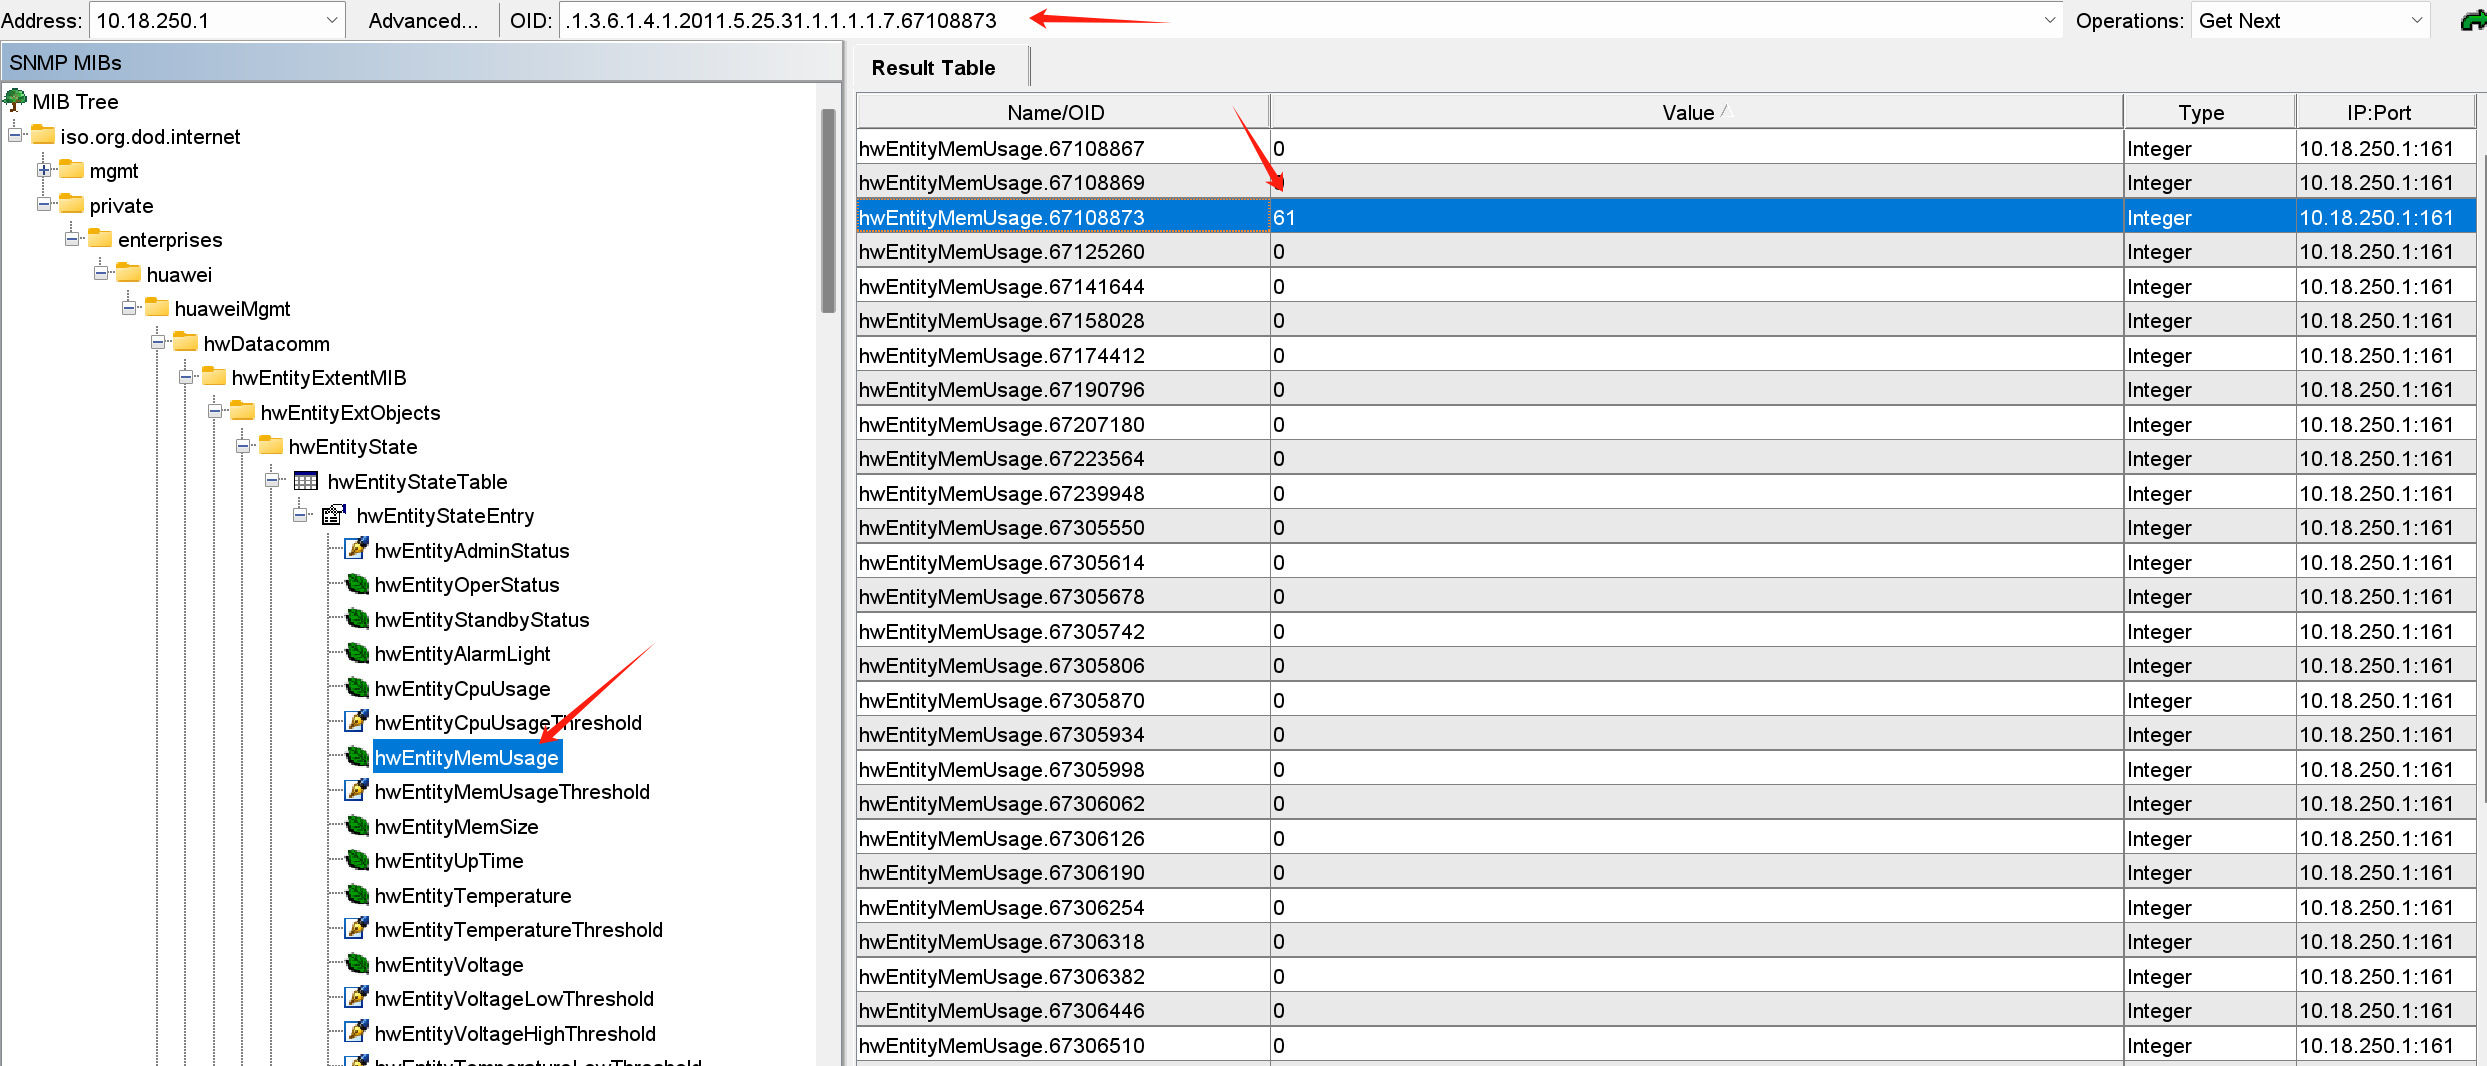 Address: 10.18.250.1 Advanced... OID: .1.3.6.1.4.1.2011.5.25.31.1.1.1.1.7.67108873 Operations: Get Next
SNMP MIBs
MIB Tree
iso.org.dod.internet
mgmt
private
enterprises
huawei
huaweiMgmt
hwDatacomm
hwEntityExtentMIB
hwEntityExtObjects
hwEntityState
hwEntityStateTable
hwEntityStateEntry
hwEntityAdminStatus
hwEntityOperStatus
hwEntityStandbyStatus
hwEntityAlarmLight
hwEntityCpuUsage
hwEntityCpuUsageThreshold
hwEntityMemUsage
hwEntityMemUsageThreshold
hwEntityMemSize
hwEntityUpTime
hwEntityTemperature
hwEntityTemperatureThreshold
hwEntityVoltage
hwEntityVoltageLowThreshold
hwEntityVoltageHighThreshold
hwEntityTemperatureLowThreshold
Result Table
Name/OID Value Type IP:Port
hwEntityMemUsage.67108867 0 Integer 10.18.250.1:161
hwEntityMemUsage.67108869 0 Integer 10.18.250.1:161
hwEntityMemUsage.67108873 61 Integer 10.18.250.1:161
hwEntityMemUsage.67125260 0 Integer 10.18.250.1:161
hwEntityMemUsage.67141644 0 Integer 10.18.250.1:161
hwEntityMemUsage.67158028 0 Integer 10.18.250.1:161
hwEntityMemUsage.67174412 0 Integer 10.18.250.1:161
hwEntityMemUsage.67190796 0 Integer 10.18.250.1:161
hwEntityMemUsage.67207180 0 Integer 10.18.250.1:161
hwEntityMemUsage.67223564 0 Integer 10.18.250.1:161
hwEntityMemUsage.67239948 0 Integer 10.18.250.1:161
hwEntityMemUsage.67305550 0 Integer 10.18.250.1:161
hwEntityMemUsage.67305614 0 Integer 10.18.250.1:161
hwEntityMemUsage.67305678 0 Integer 10.18.250.1:161
hwEntityMemUsage.67305742 0 Integer 10.18.250.1:161
hwEntityMemUsage.67305806 0 Integer 10.18.250.1:161
hwEntityMemUsage.67305870 0 Integer 10.18.250.1:161
hwEntityMemUsage.67305934 0 Integer 10.18.250.1:161
hwEntityMemUsage.67305998 0 Integer 10.18.250.1:161
hwEntityMemUsage.67306062 0 Integer 10.18.250.1:161
hwEntityMemUsage.67306126 0 Integer 10.18.250.1:161
hwEntityMemUsage.67306190 0 Integer 10.18.250.1:161
hwEntityMemUsage.67306254 0 Integer 10.18.250.1:161
hwEntityMemUsage.67306318 0 Integer 10.18.250.1:161
hwEntityMemUsage.67306382 0 Integer 10.18.250.1:161
hwEntityMemUsage.67306446 0 Integer 10.18.250.1:161
hwEntityMemUsage.67306510 0 Integer 10.18.250.1:161